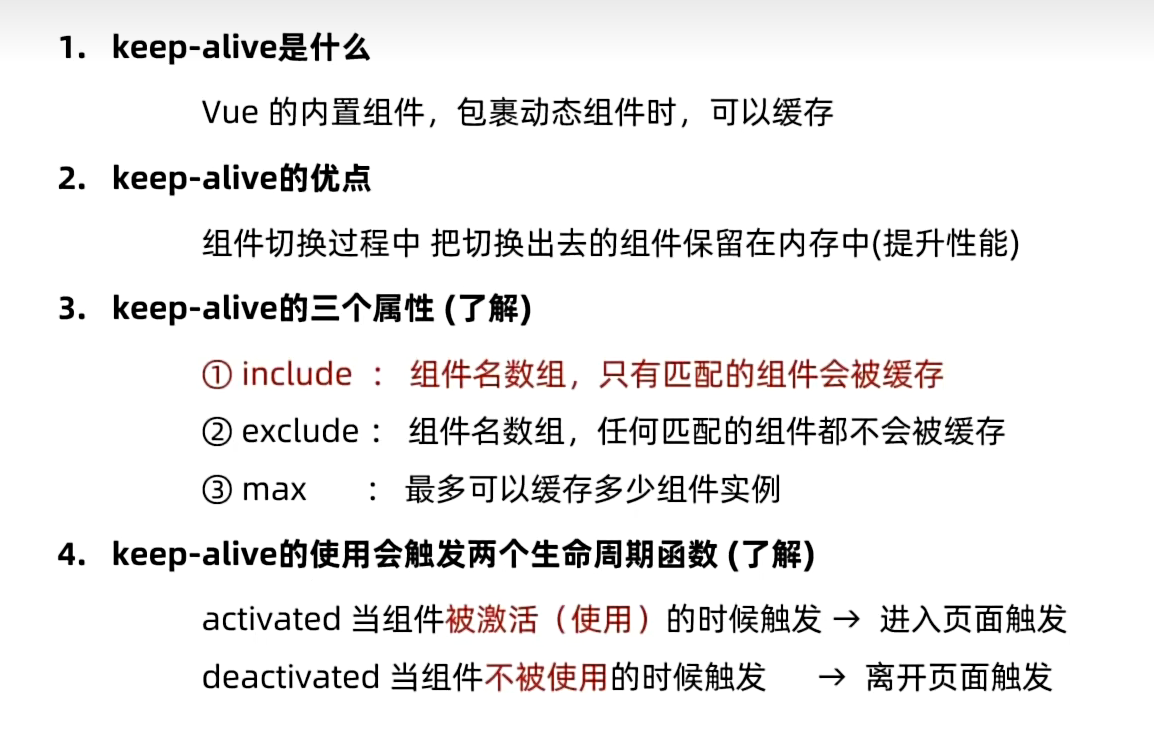 1. keep-alive是什么
Vue 的内置组件，包裹动态组件时，可以缓存
2. keep-alive的优点
组件切换过程中 把切换出去的组件保留在内存中(提升性能)
3. keep-alive的三个属性 (了解)
① include ： 组件名数组，只有匹配的组件会被缓存
② exclude ： 组件名数组，任何匹配的组件都不会被缓存
③ max ： 最多可以缓存多少组件实例
4. keep-alive的使用会触发两个生命周期函数 (了解)
activated 当组件被激活（使用）的时候触发 → 进入页面触发
deactivated 当组件不被使用的时候触发 → 离开页面触发